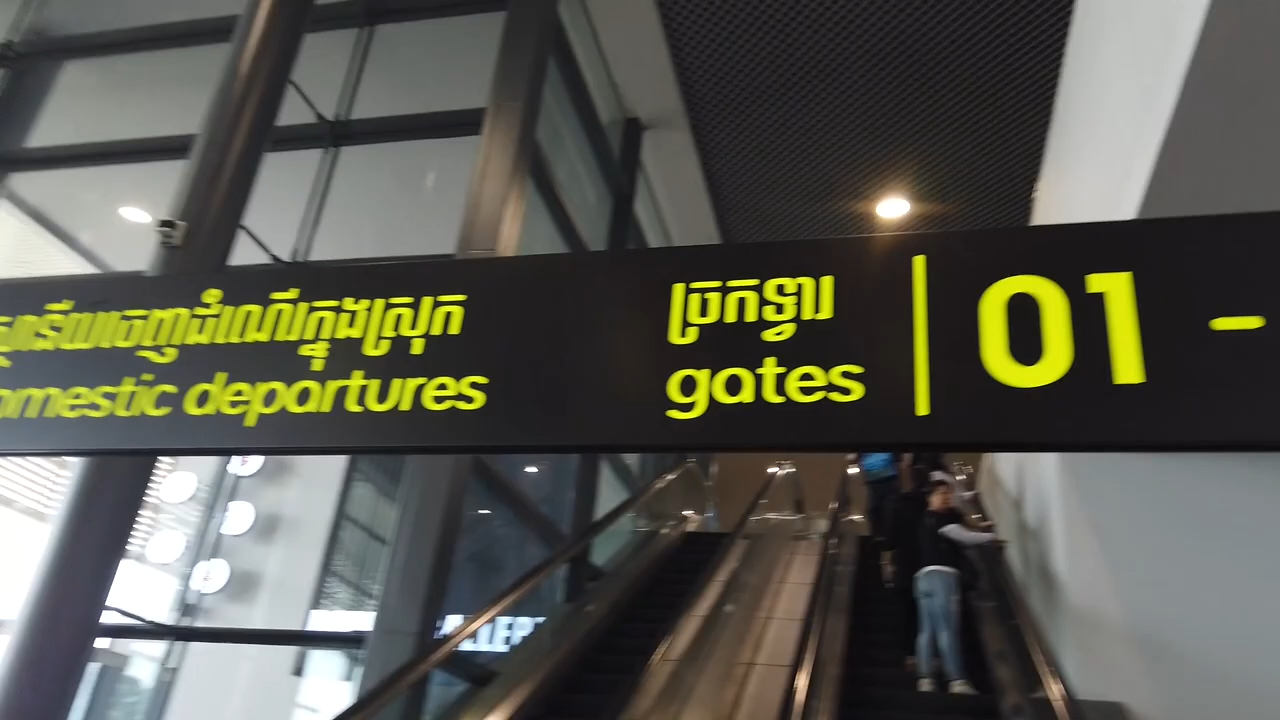 ចេញដំណើរក្នុងស្រុក
departures
ច្រកទ្វារ
gates
01 -